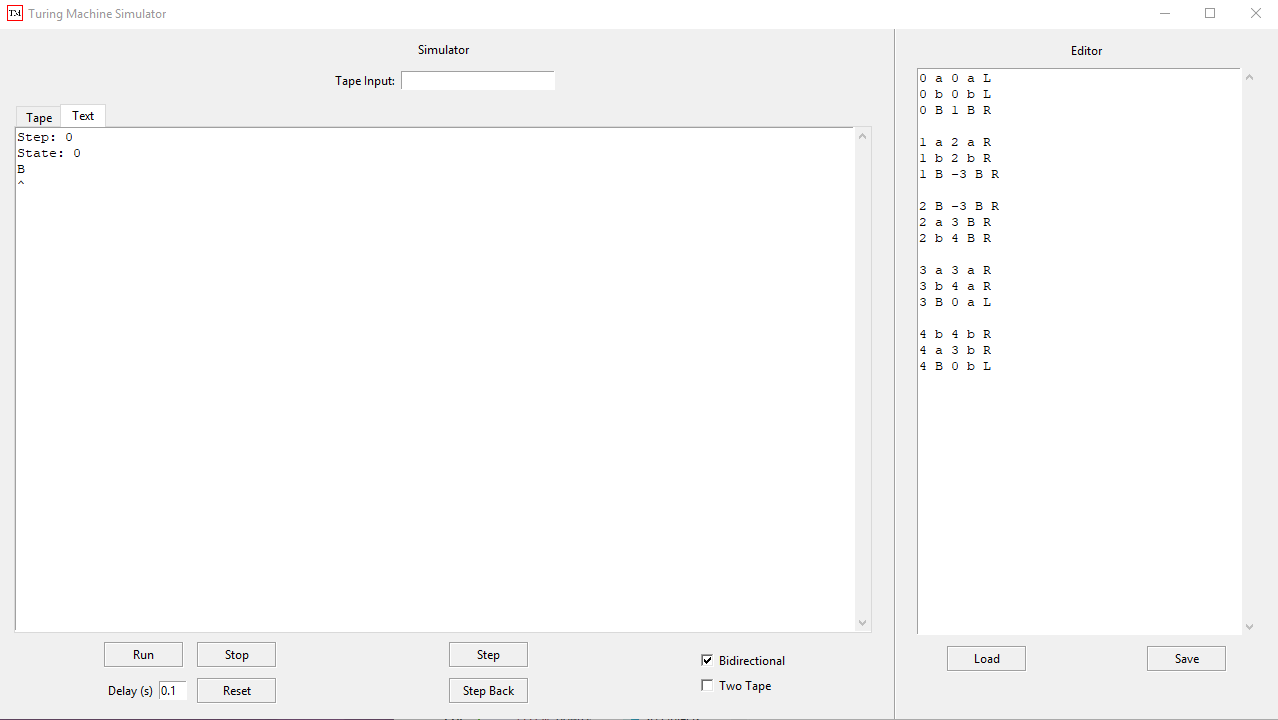 TM Turing Machine Simulator
Simulator
Tape Input:
Tape Text
Step: 0
State: 0
B
^
Run Stop Step
Delay (s) 0.1 Reset Step Back
Bidirectional
Two Tape
Editor
0 a 0 a L
0 b 0 b L
0 B 1 B R
1 a 2 a R
1 b 2 b R
1 B -3 B R
2 B -3 B R
2 a 3 B R
2 b 4 B R
3 a 3 a R
3 b 4 a R
3 B 0 a L
4 b 4 b R
4 a 3 b R
4 B 0 b L
Load Save